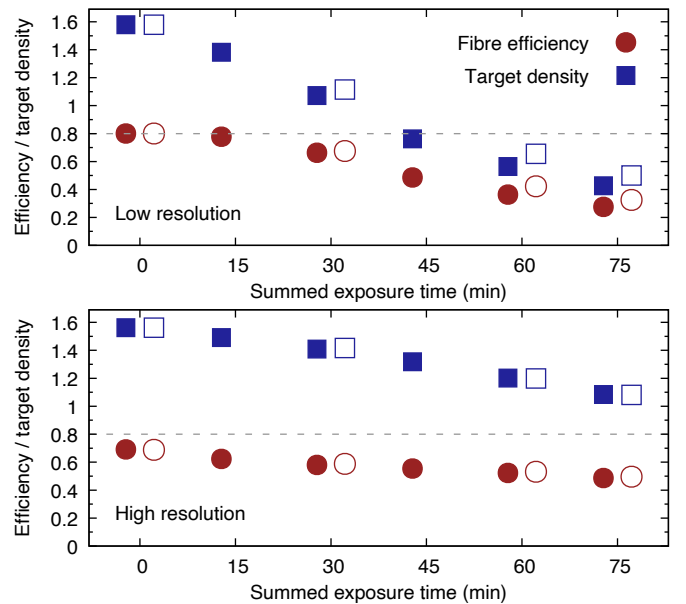 Efficiency / target density
1.6
1.4
1.2
1
0.8
0.6
0.4
0.2
0
Fibre efficiency
Target density
Low resolution
0 15 30 45 60 75
Summed exposure time (min)
Efficiency / target density
1.6
1.4
1.2
1
0.8
0.6
0.4
0.2
0
High resolution
0 15 30 45 60 75
Summed exposure time (min)